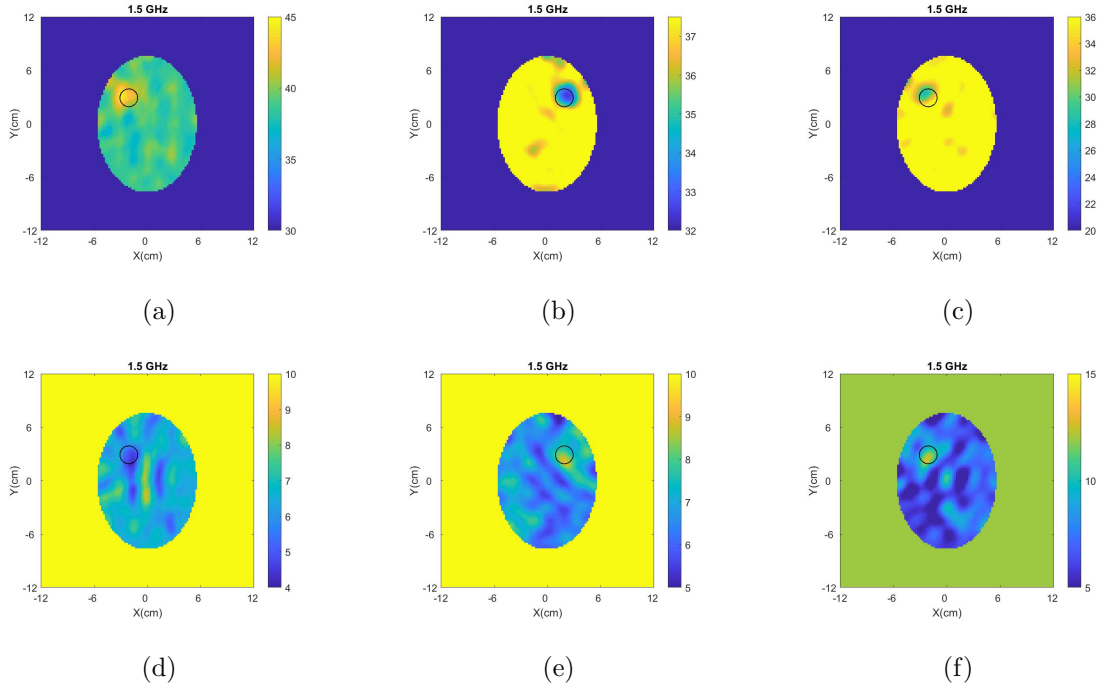 1.5 GHz
12
6
0
-6
-12
Y(cm)
-12 -6 0 6 12
X(cm)
45
40
35
30
(a)
1.5 GHz
12
6
0
-6
-12
Y(cm)
-12 -6 0 6 12
X(cm)
37
36
35
34
33
32
(b)
1.5 GHz
12
6
0
-6
-12
Y(cm)
-12 -6 0 6 12
X(cm)
36
34
32
30
28
26
24
22
20
(c)
1.5 GHz
12
6
0
-6
-12
Y(cm)
-12 -6 0 6 12
X(cm)
10
9
8
7
6
5
4
(d)
1.5 GHz
12
6
0
-6
-12
Y(cm)
-12 -6 0 6 12
X(cm)
10
9
8
7
6
5
(e)
1.5 GHz
12
6
0
-6
-12
Y(cm)
-12 -6 0 6 12
X(cm)
15
10
5
(f)